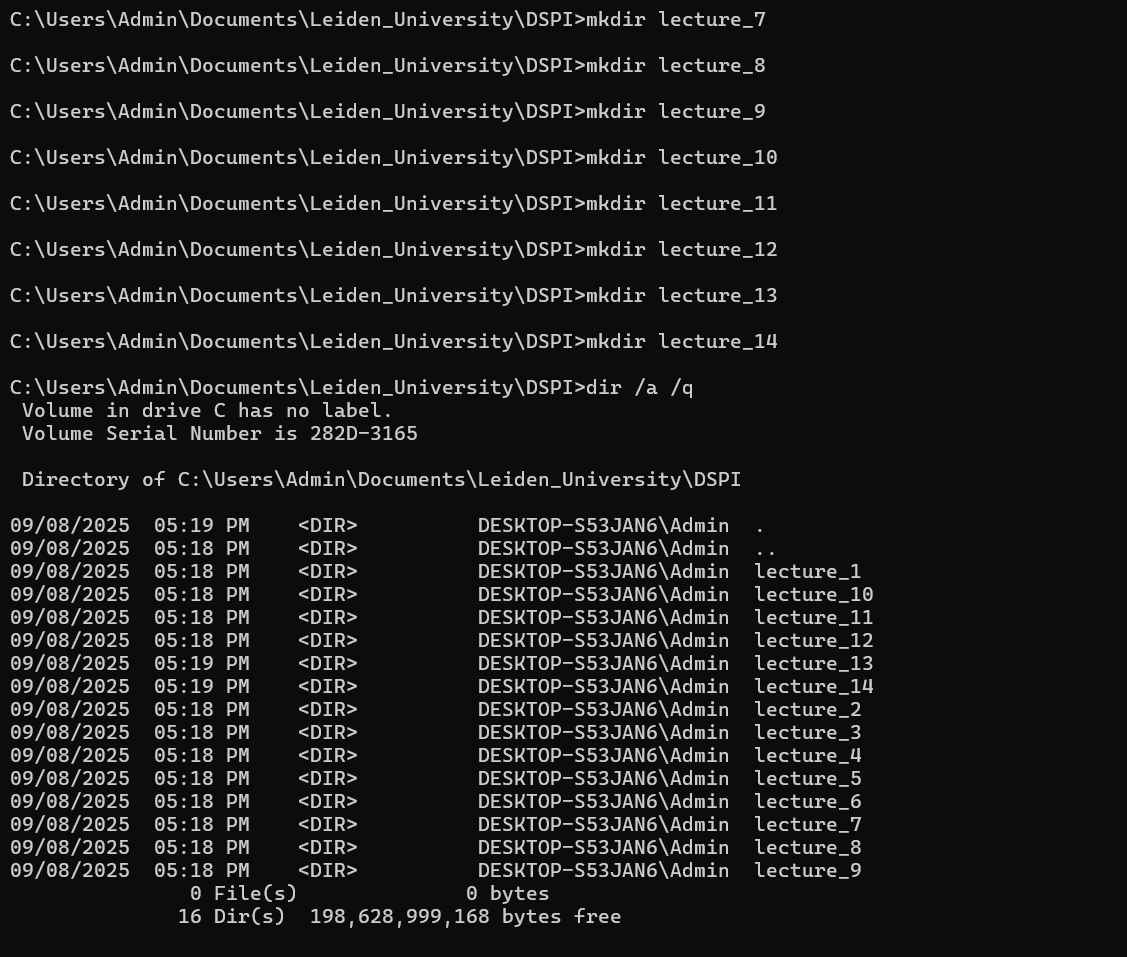 C:\Users\Admin\Documents\Leiden_University\DSPI>mkdir lecture_7
C:\Users\Admin\Documents\Leiden_University\DSPI>mkdir lecture_8
C:\Users\Admin\Documents\Leiden_University\DSPI>mkdir lecture_9
C:\Users\Admin\Documents\Leiden_University\DSPI>mkdir lecture_10
C:\Users\Admin\Documents\Leiden_University\DSPI>mkdir lecture_11
C:\Users\Admin\Documents\Leiden_University\DSPI>mkdir lecture_12
C:\Users\Admin\Documents\Leiden_University\DSPI>mkdir lecture_13
C:\Users\Admin\Documents\Leiden_University\DSPI>mkdir lecture_14
C:\Users\Admin\Documents\Leiden_University\DSPI>dir /a /q
 Volume in drive C has no label.
 Volume Serial Number is 282D-3165
 Directory of C:\Users\Admin\Documents\Leiden_University\DSPI
09/08/2025  05:19 PM    <DIR>          DESKTOP-S53JAN6\Admin  .
09/08/2025  05:18 PM    <DIR>          DESKTOP-S53JAN6\Admin  ..
09/08/2025  05:18 PM    <DIR>          DESKTOP-S53JAN6\Admin  lecture_1
09/08/2025  05:18 PM    <DIR>          DESKTOP-S53JAN6\Admin  lecture_10
09/08/2025  05:18 PM    <DIR>          DESKTOP-S53JAN6\Admin  lecture_11
09/08/2025  05:18 PM    <DIR>          DESKTOP-S53JAN6\Admin  lecture_12
09/08/2025  05:19 PM    <DIR>          DESKTOP-S53JAN6\Admin  lecture_13
09/08/2025  05:19 PM    <DIR>          DESKTOP-S53JAN6\Admin  lecture_14
09/08/2025  05:18 PM    <DIR>          DESKTOP-S53JAN6\Admin  lecture_2
09/08/2025  05:18 PM    <DIR>          DESKTOP-S53JAN6\Admin  lecture_3
09/08/2025  05:18 PM    <DIR>          DESKTOP-S53JAN6\Admin  lecture_4
09/08/2025  05:18 PM    <DIR>          DESKTOP-S53JAN6\Admin  lecture_5
09/08/2025  05:18 PM    <DIR>          DESKTOP-S53JAN6\Admin  lecture_6
09/08/2025  05:18 PM    <DIR>          DESKTOP-S53JAN6\Admin  lecture_7
09/08/2025  05:18 PM    <DIR>          DESKTOP-S53JAN6\Admin  lecture_8
09/08/2025  05:18 PM    <DIR>          DESKTOP-S53JAN6\Admin  lecture_9
               0 File(s)              0 bytes
              16 Dir(s)  198,628,999,168 bytes free